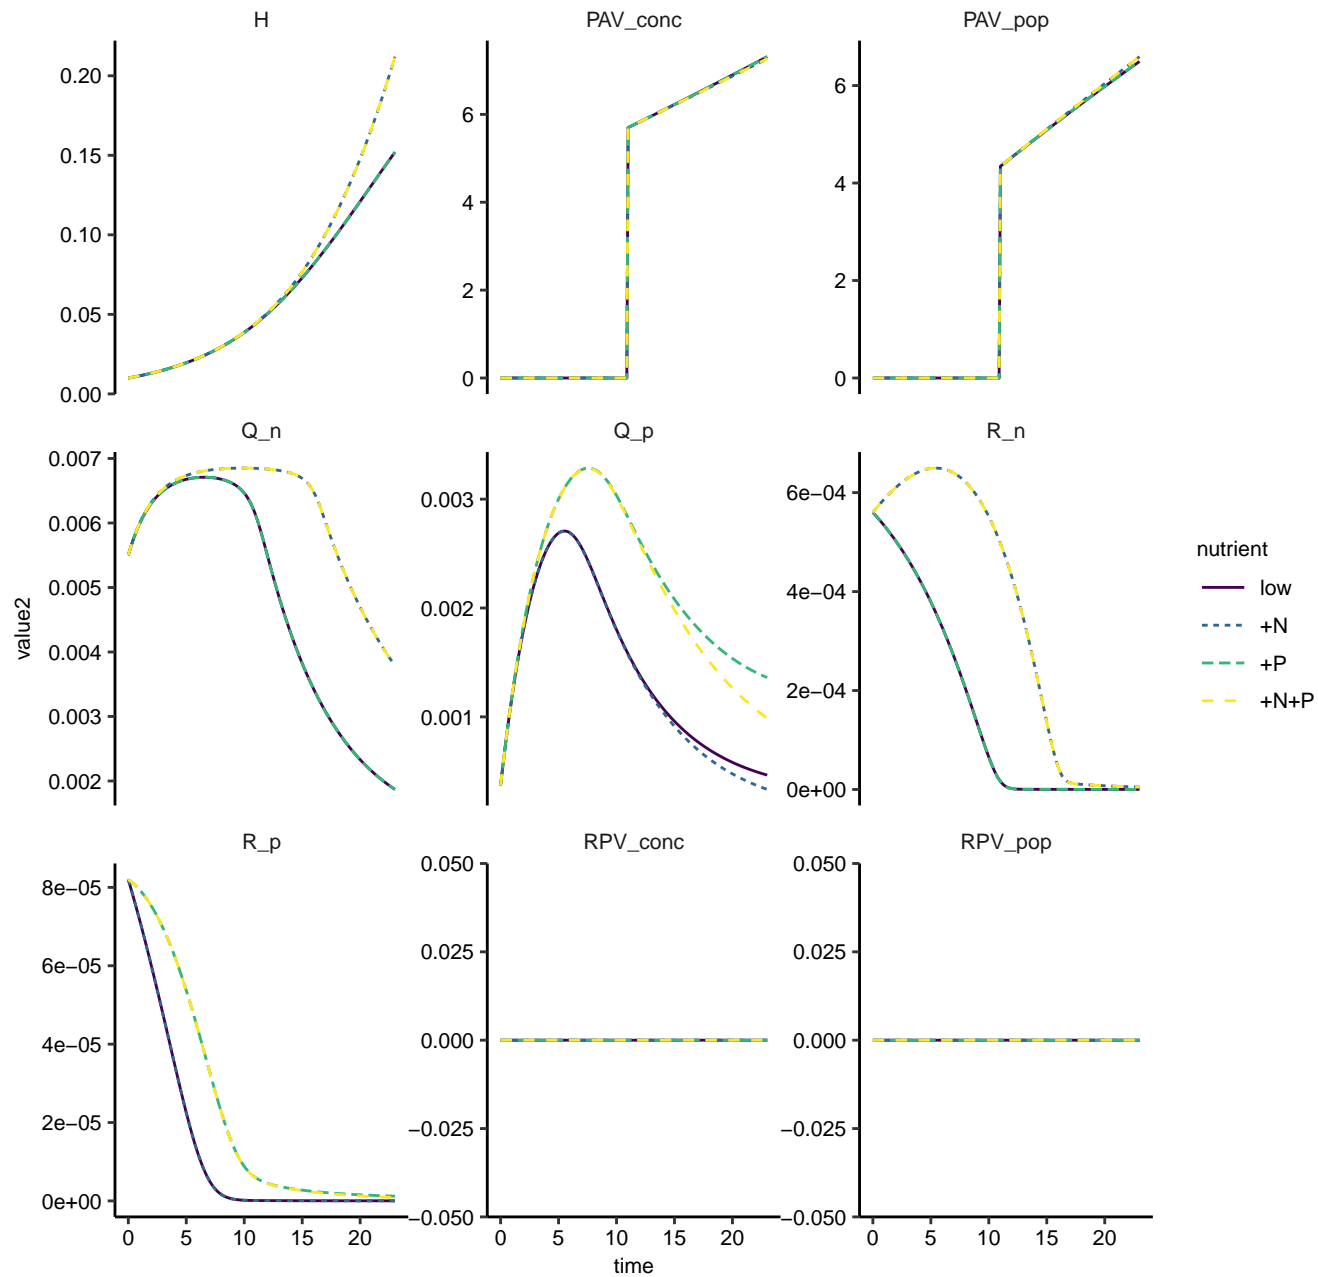 H
PAV_conc
PAV_pop
0.20
0.15
0.10
0.05
0.00
6
4
2
0
6
4
2
0
Q_n
Q_p
R_n
0.007
0.006
0.005
0.004
0.003
0.002
0.003
0.002
0.001
6e−04
4e−04
2e−04
0e+00
value2
nutrient
low
+N
+P
+N+P
R_p
RPV_conc
RPV_pop
8e−05
6e−05
4e−05
2e−05
0e+00
0.050
0.025
0.000
−0.025
−0.050
0.050
0.025
0.000
−0.025
−0.050
0 5 10 15 20
0 5 10 15 20
0 5 10 15 20
time